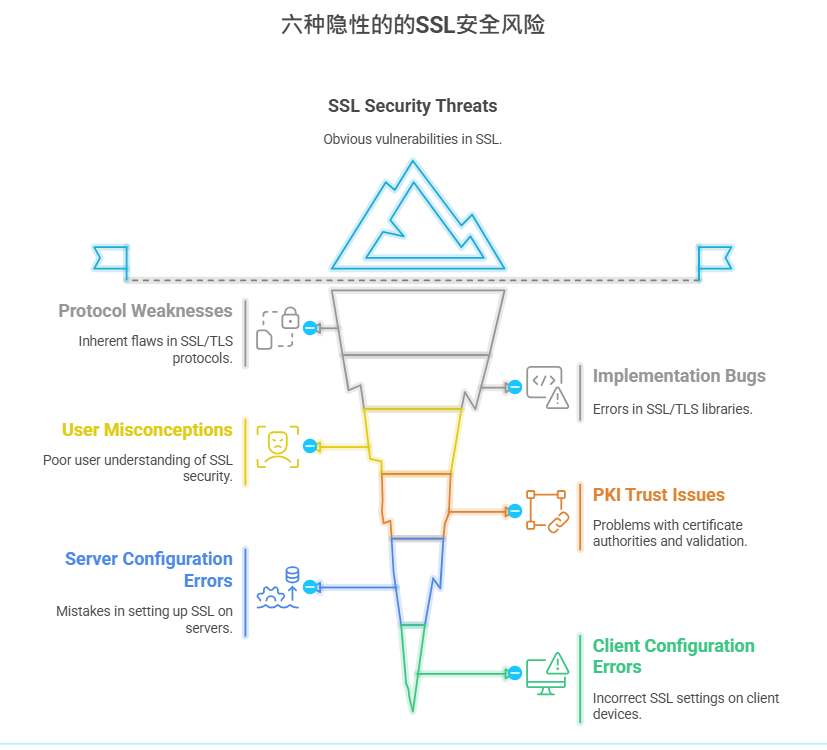 六种隐性的的SSL安全风险
SSL Security Threats
Obvious vulnerabilities in SSL.
Protocol Weaknesses
Inherent flaws in SSL/TLS
protocols.
Implementation Bugs
Errors in SSL/TLS libraries.
User Misconceptions
Poor user understanding of SSL
security.
PKI Trust Issues
Problems with certificate
authorities and validation.
Server Configuration
Errors
Mistakes in setting up SSL on
servers.
Client Configuration
Errors
Incorrect SSL settings on client
devices.